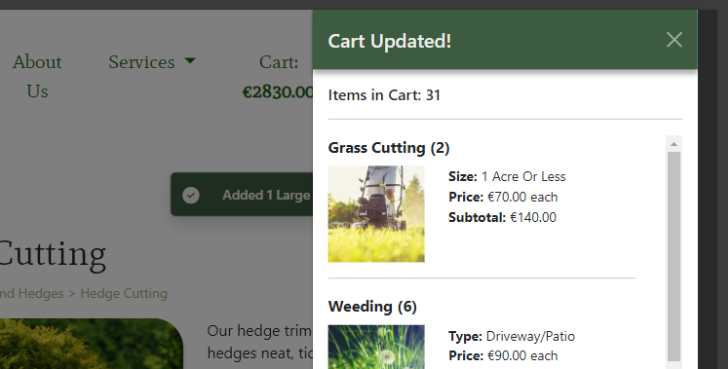 About Us
Services
Cart: €2830.00
Added 1 Large
Cutting
nd Hedges > Hedge Cutting
Our hedge trim
hedges neat, tid
Cart Updated!
Items in Cart: 31
Grass Cutting (2)
Size: 1 Acre Or Less
Price: €70.00 each
Subtotal: €140.00
Weeding (6)
Type: Driveway/Patio
Price: €90.00 each